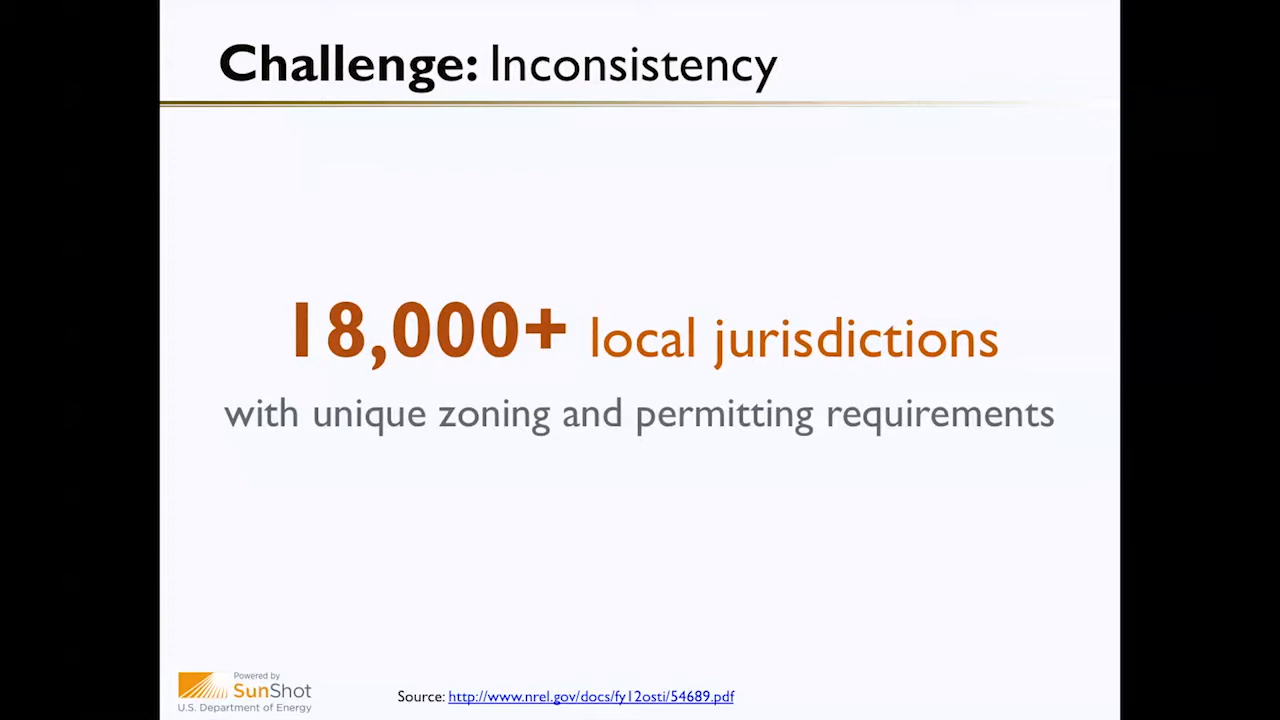 Challenge: Inconsistency
18,000+ local jurisdictions
with unique zoning and permitting requirements
Powered by
SunShot
U.S. Department of Energy
Source: http://www.nrel.gov/docs/fy12osti/54689.pdf